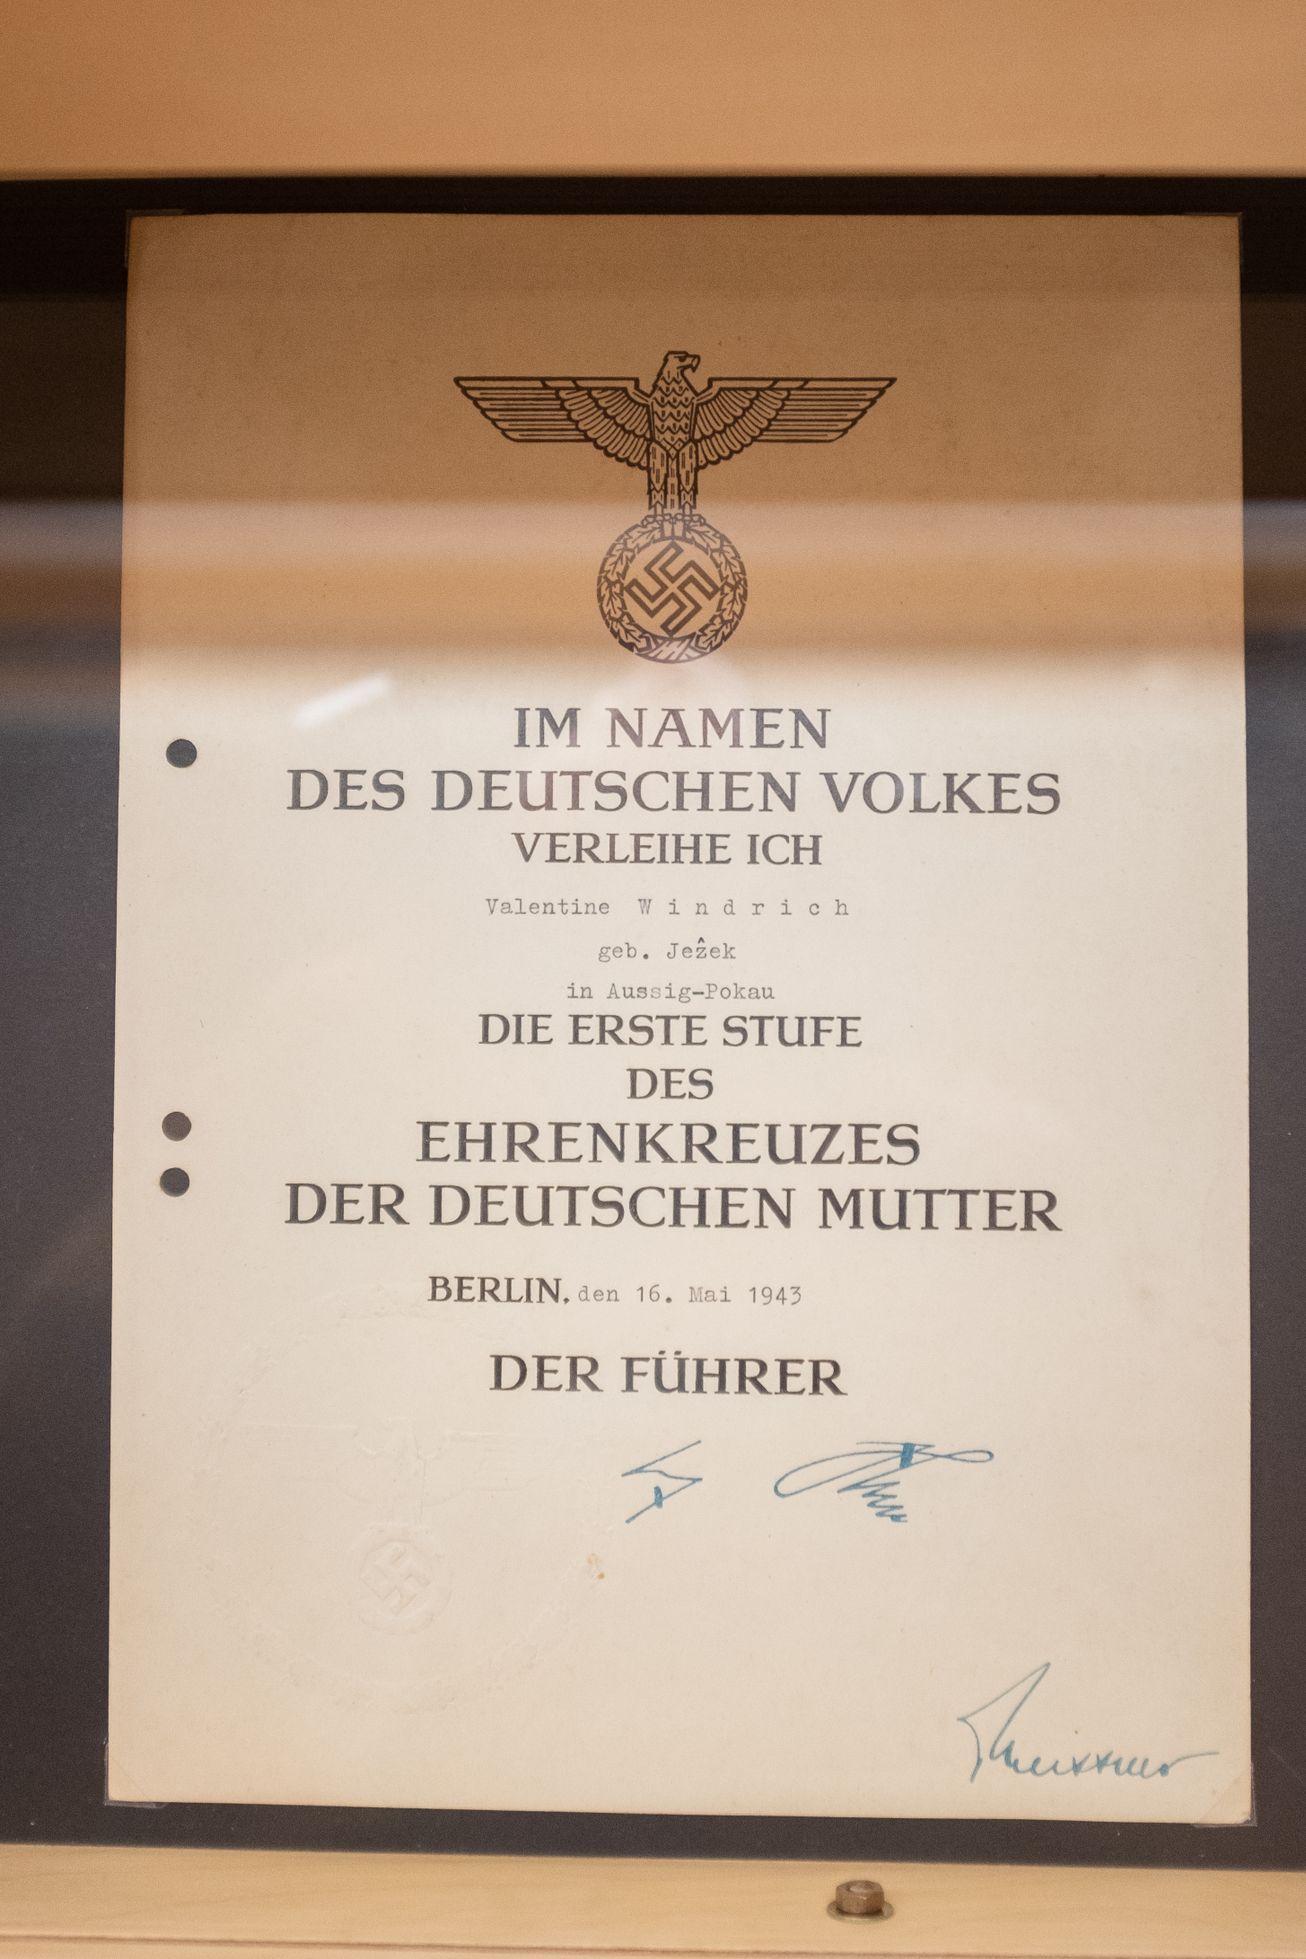 IM NAMEN
DES DEUTSCHEN VOLKES
VERLEIHE ICH
Valentine W i n d r i c h
geb. Jeẑek
in Aussig-Pokau
DIE ERSTE STUFE
DES
EHRENKREUZES
DER DEUTSCHEN MUTTER
BERLIN, den 16. Mai 1943
DER FÜHRER